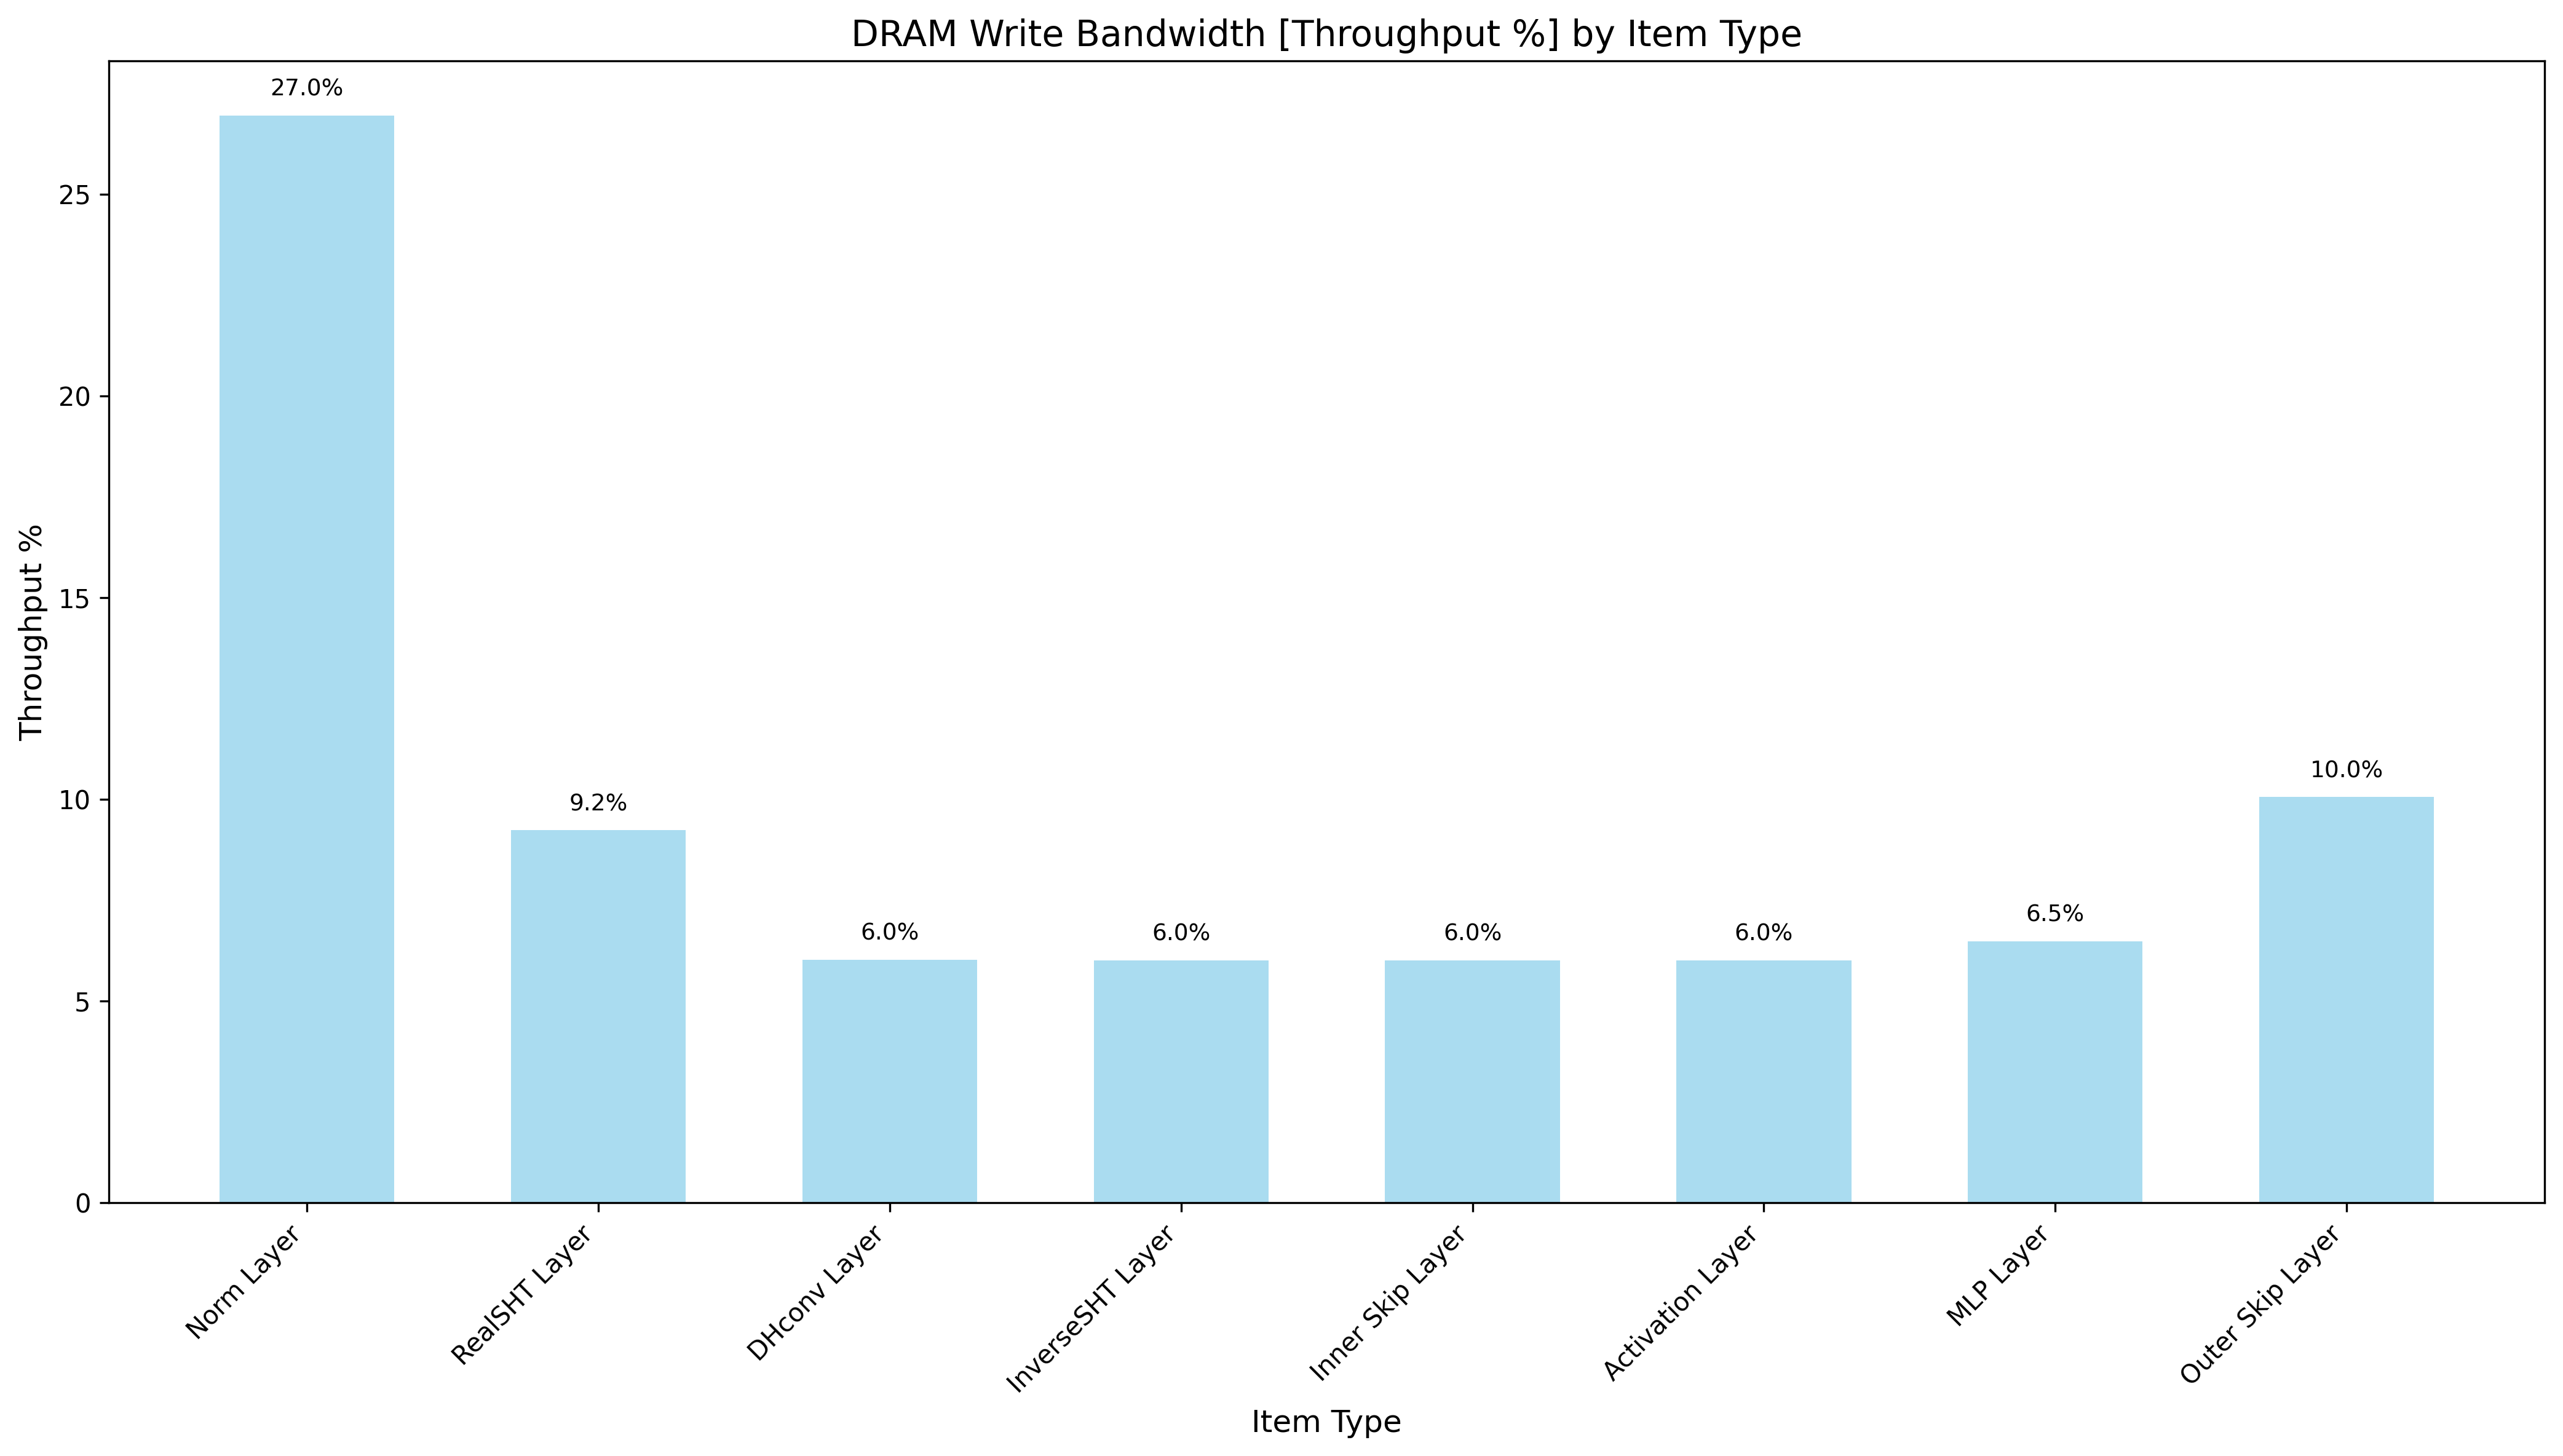 DRAM Write Bandwidth [Throughput %] by Item Type
27.0%
9.2%
6.0%
6.0%
6.0%
6.0%
6.5%
10.0%
25
20
15
10
5
0
Throughput %
Norm Layer
RealSHT Layer
DHconv Layer
InverseSHT Layer
Inner Skip Layer
Activation Layer
MLP Layer
Outer Skip Layer
Item Type